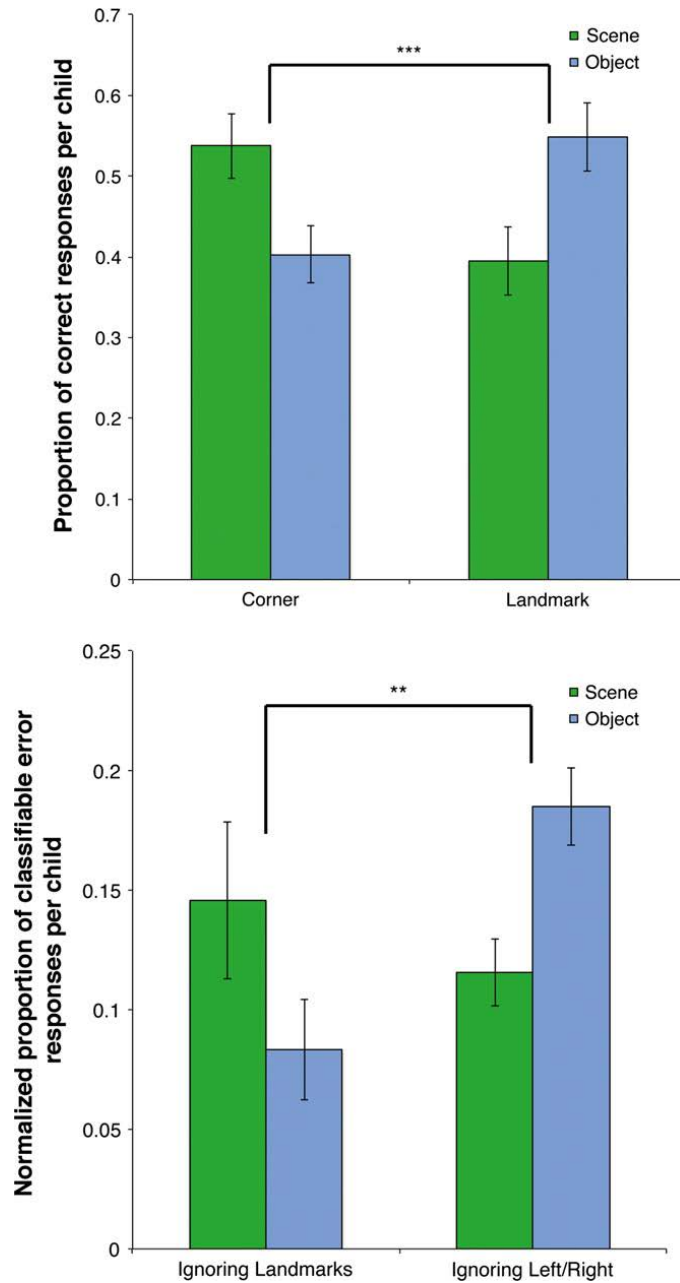 Proportion of correct responses per child
0.7
0.6
0.5
0.4
0.3
0.2
0.1
0
***
Scene
Object
Corner
Landmark
Normalized proportion of classifiable error
responses per child
0.25
0.2
0.15
0.1
0.05
0
**
Scene
Object
Ignoring Landmarks
Ignoring Left/Right